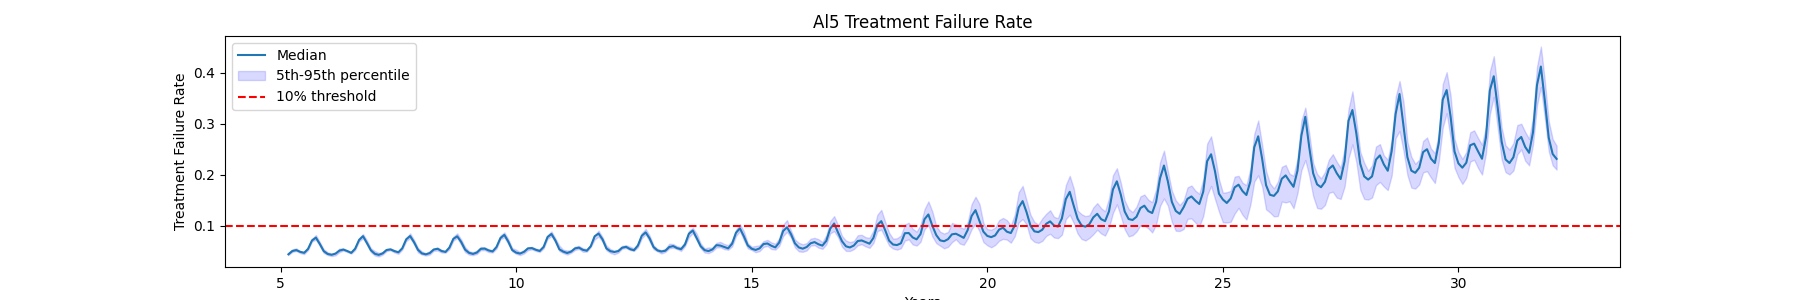 Al5 Treatment Failure Rate
Treatment Failure Rate
0.4
0.3
0.2
0.1
Median
5th-95th percentile
10% threshold
5
10
15
20
25
30
Years